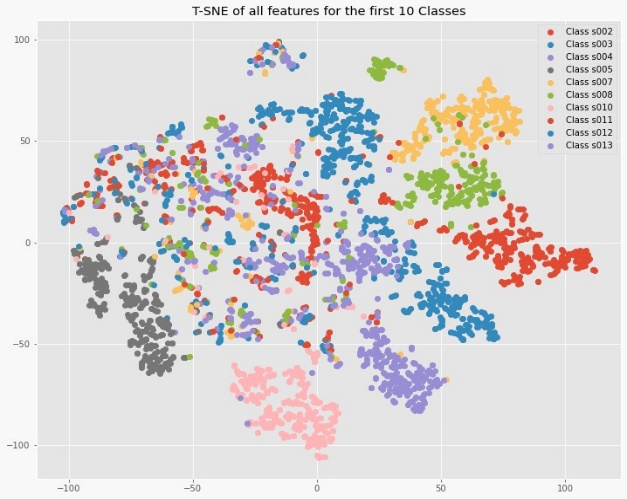 T-SNE of all features for the first 10 Classes
Class s002
Class s003
Class s004
Class s005
Class s007
Class s008
Class s010
Class s011
Class s012
Class s013
100
50
0
−50
−100
−100
−50
0
50
100